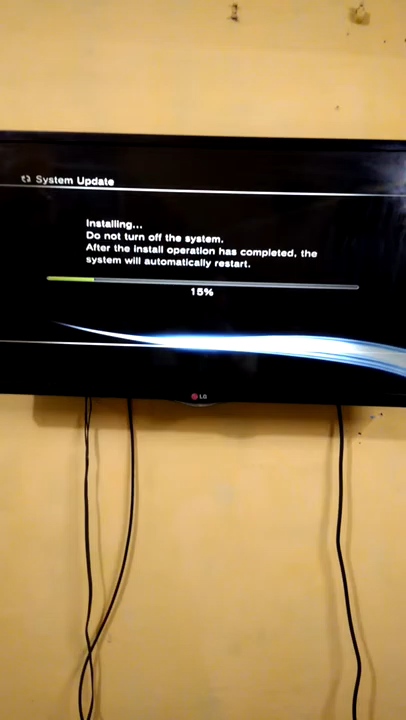 System Update
Installing...
Do not turn off the system.
After the install operation has completed, the
system will automatically restart.
15%
LG